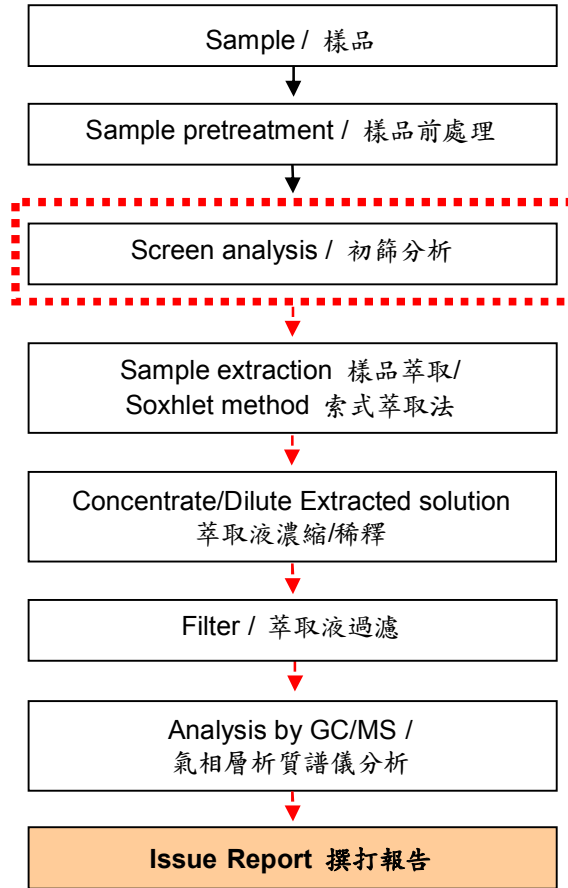 Sample / 樣品
Sample pretreatment / 樣品前處理
Screen analysis / 初篩分析
Sample extraction 樣品萃取/
Soxhlet method 索式萃取法
Concentrate/Dilute Extracted solution
萃取液濃縮/稀釋
Filter / 萃取液過濾
Analysis by GC/MS /
氣相層析質譜儀分析
Issue Report 撰打報告